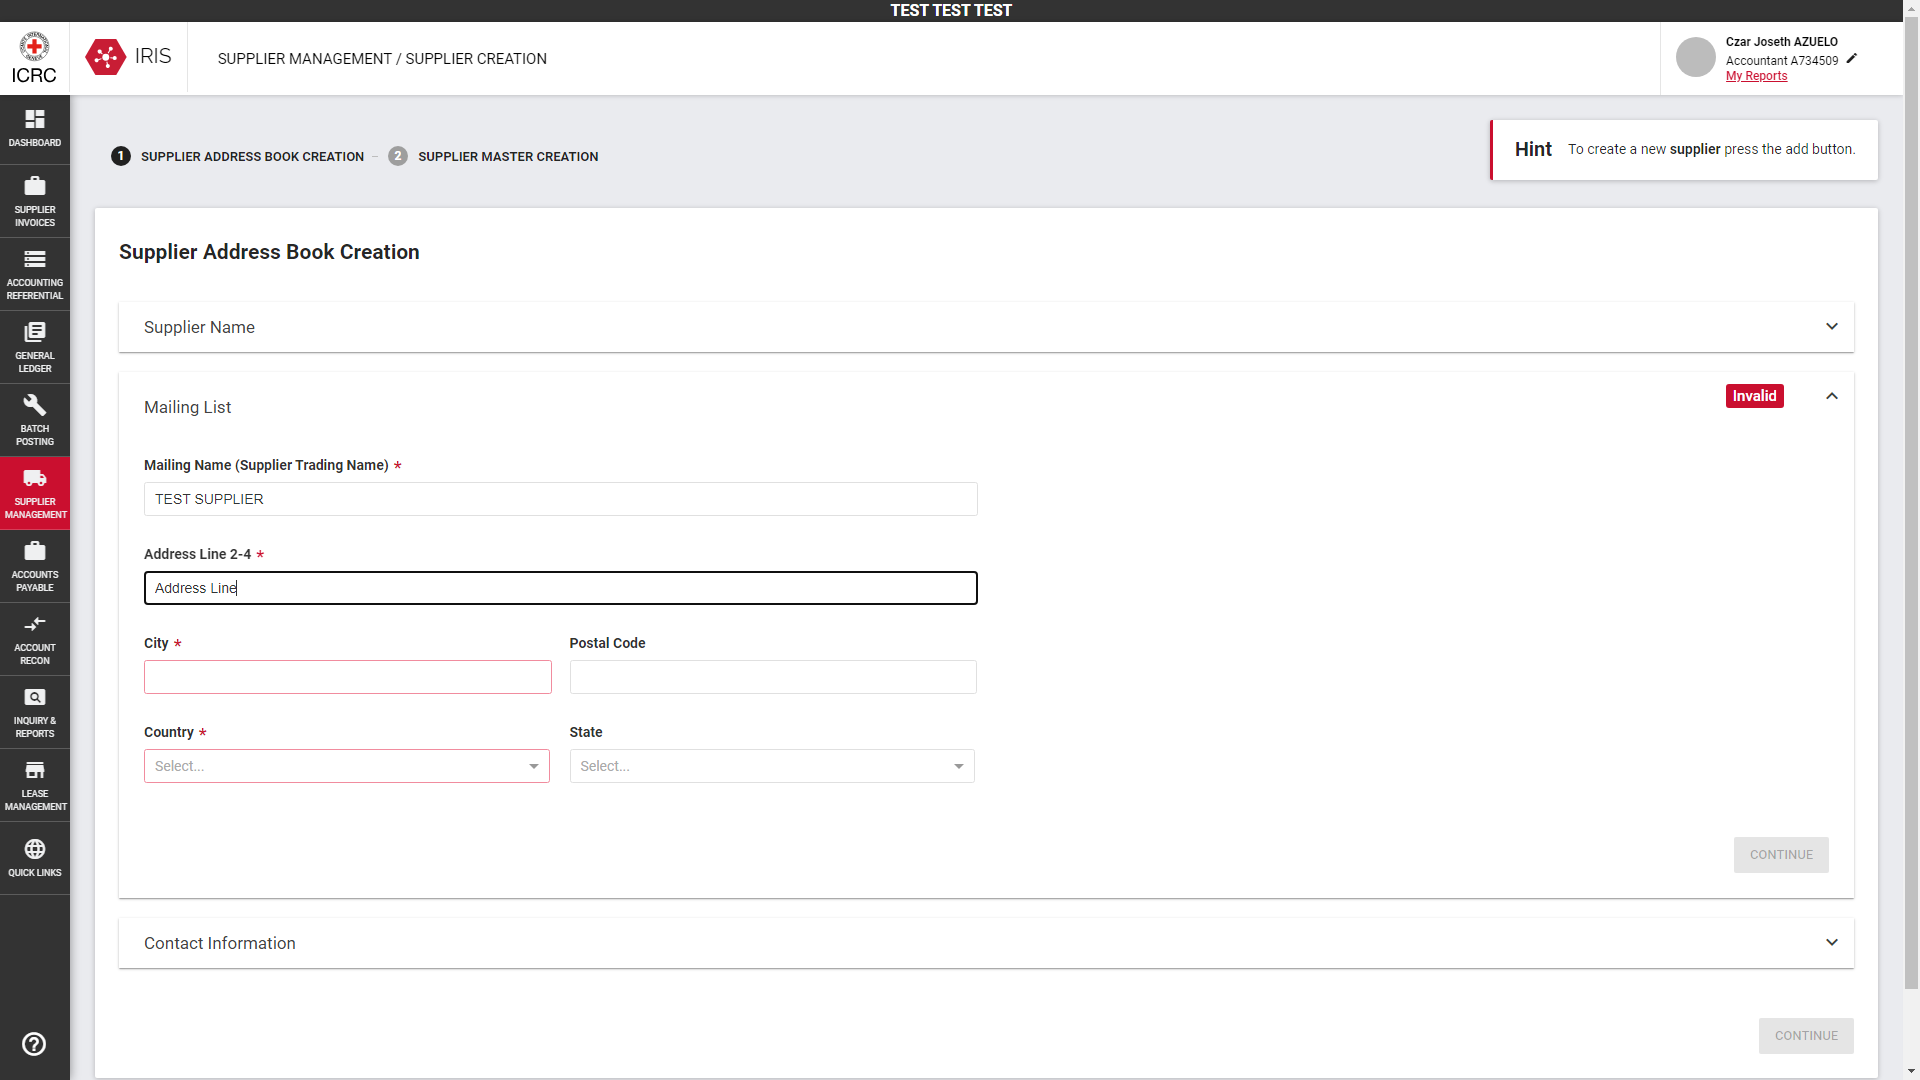 TEST TEST TEST
ICRC
IRIS
SUPPLIER MANAGEMENT / SUPPLIER CREATION
Czar Joseth AZUELO
Accountant A734509
My Reports
DASHBOARD
SUPPLIER
INVOICES
ACCOUNTING
REFERENTIAL
GENERAL
LEDGER
BATCH
POSTING
SUPPLIER
MANAGEMENT
ACCOUNTS
PAYABLE
ACCOUNT
RECON
INQUIRY &
REPORTS
LEASE
MANAGEMENT
QUICK LINKS
1 SUPPLIER ADDRESS BOOK CREATION – 2 SUPPLIER MASTER CREATION
Hint To create a new supplier press the add button.
Supplier Address Book Creation
Supplier Name
Mailing List
Invalid
Mailing Name (Supplier Trading Name) *
TEST SUPPLIER
Address Line 2-4 *
Address Line
City * Postal Code
Country * State
Select... Select...
CONTINUE
Contact Information
CONTINUE